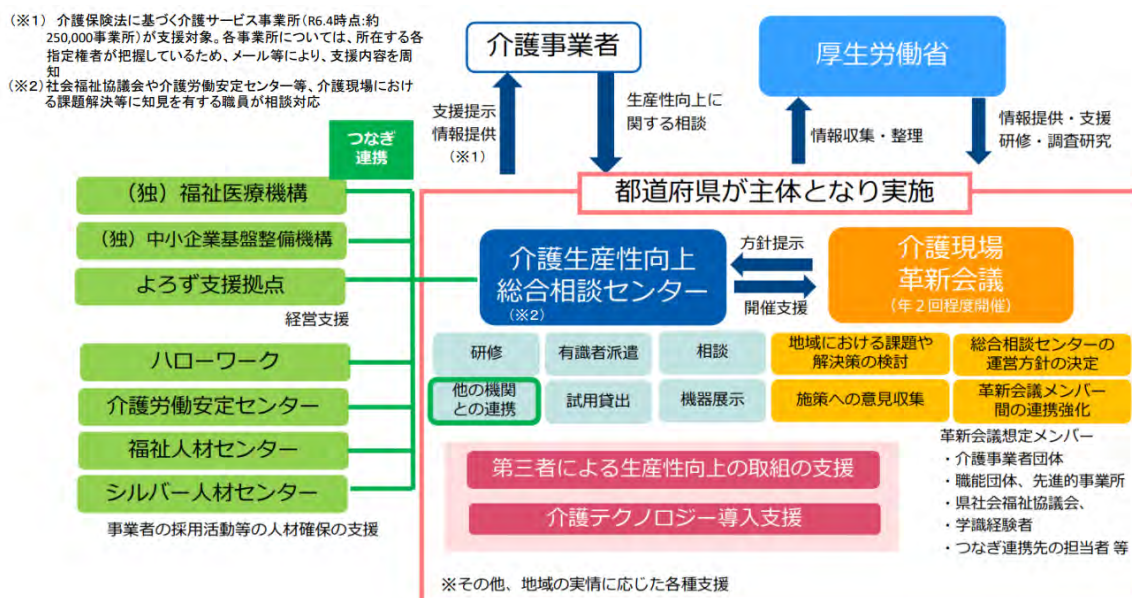 (※1) 介護保険法に基づく介護サービス事業所(R6.4時点:約
250,000事業所)が支援対象。各事業所については、所在する各
指定権者が把握しているため、メール等により、支援内容を周
知
(※2)社会福祉協議会や介護労働安定センター等、介護現場におけ
る課題解決等に知見を有する職員が相談対応
介護事業者
厚生労働省
支援提示
情報提供
(※1)
生産性向上に
関する相談
情報収集・整理
情報提供・支援
研修・調査研究
つなぎ
連携
都道府県が主体となり実施
(独)福祉医療機構
(独)中小企業基盤整備機構
よろず支援拠点
経営支援
ハローワーク
介護労働安定センター
福祉人材センター
シルバー人材センター
事業者の採用活動等の人材確保の支援
介護生産性向上
総合相談センター
(※2)
方針提示
開催支援
介護現場
革新会議
(年2回程度開催)
研修
有識者派遣
相談
他の機関
との連携
試用貸出
機器展示
地域における課題や
解決策の検討
総合相談センターの
運営方針の決定
施策への意見収集
革新会議メンバー
間の連携強化
第三者による生産性向上の取組の支援
介護テクノロジー導入支援
革新会議想定メンバー
・介護事業者団体
・職能団体、先進的事業所
・県社会福祉協議会、
・学識経験者
・つなぎ連携先の担当者 等
※その他、地域の実情に応じた各種支援